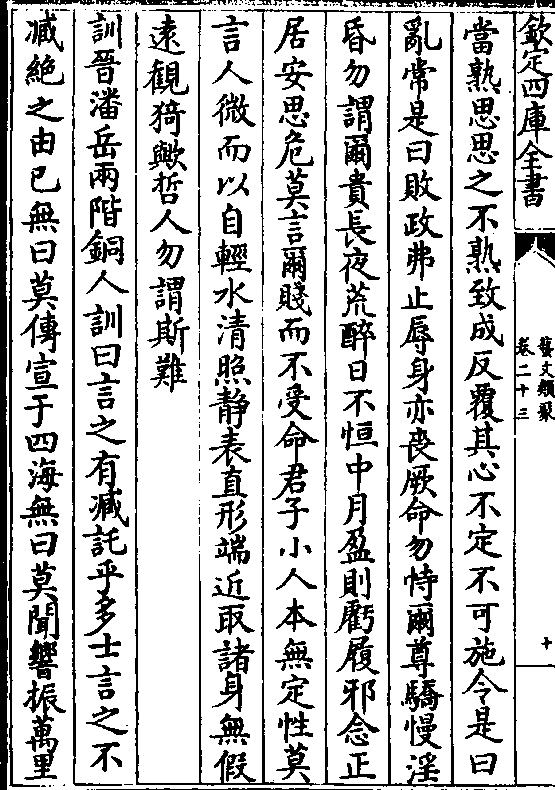 欽定四庫全書
藝文類聚
卷二十三
十
當熟思思之不熟致成反覆其心不定不可施令是曰
亂常是曰敗政弗止辱身亦喪厥命勿恃爾尊驕慢淫
昏勿謂爾貴長夜荒醉日不恒中月盈則虧履邪念正
居安思危莫言爾賤而不受命君子小人本無定性莫
言人微而以自輕水清照静表直形端近取諸身無假
遠觀猗歟哲人勿謂斯難
訓晉潘岳兩階銅人訓曰言之有减託乎多士言之不
减絶之由已無曰莫傳宣于四海無曰莫聞響振萬里